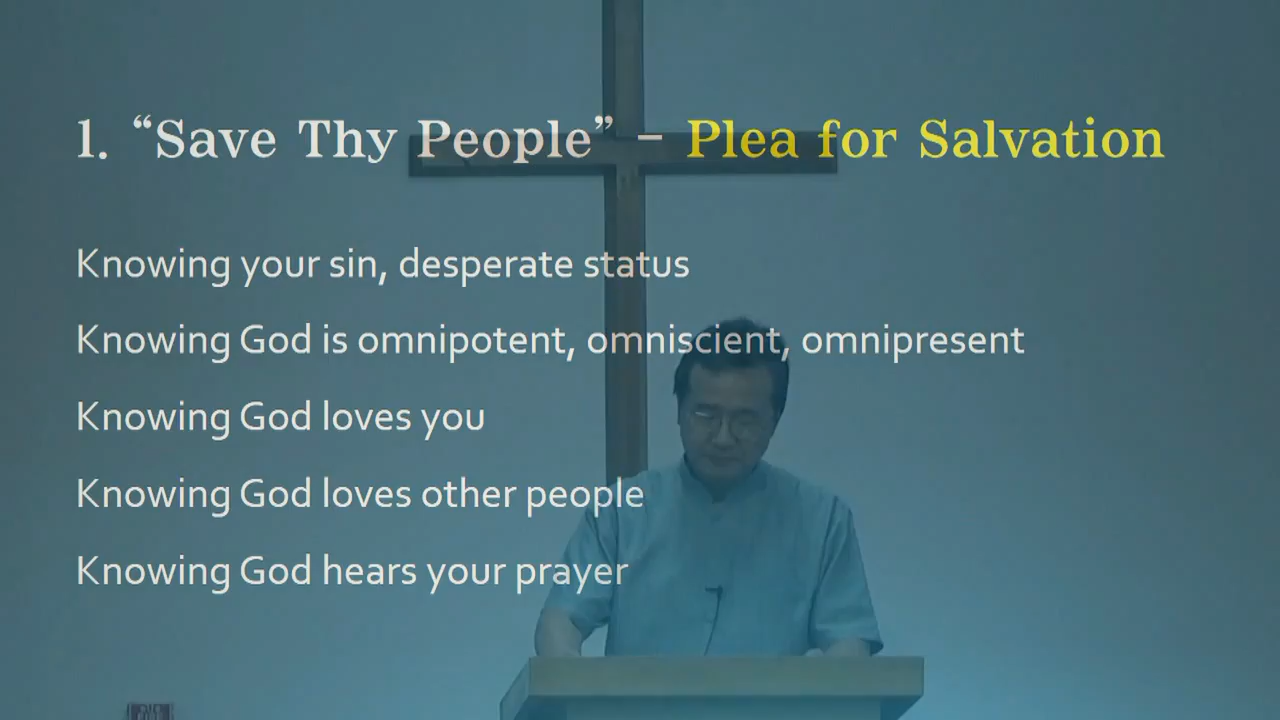 1. “Save Thy People” – Plea for Salvation
Knowing your sin, desperate status
Knowing God is omnipotent, omniscient, omnipresent
Knowing God loves you
Knowing God loves other people
Knowing God hears your prayer